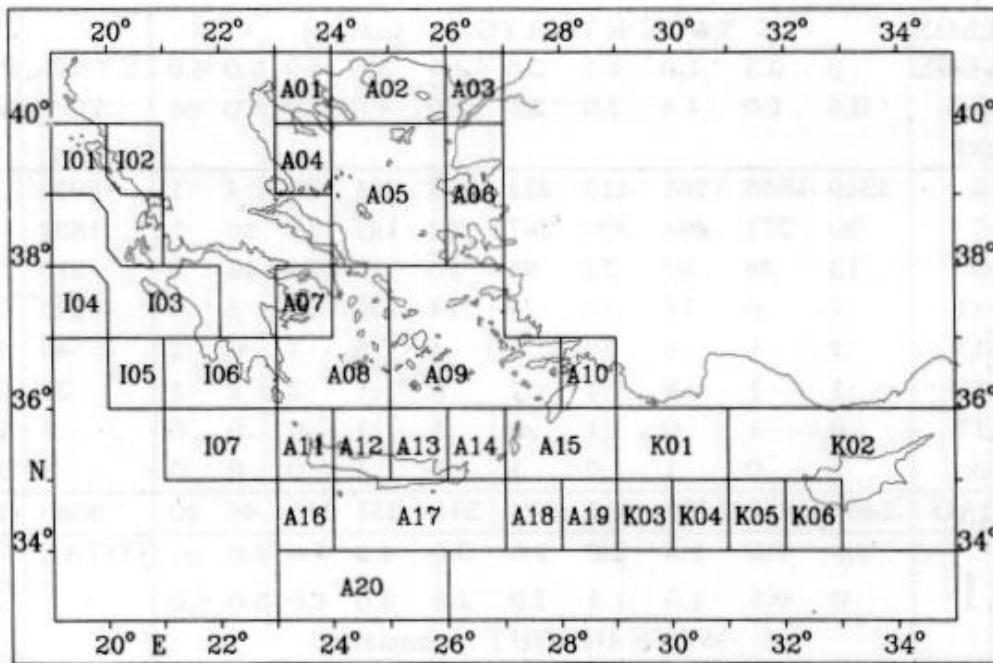 20° 22° 24° 26° 28° 30° 32° 34°
A01 A02 A03
40° 40°
I01 I02 A04
A05 A06
38° 38°
I04 I03 A07
I05 I06 A08 A09 A10
36° 36°
I07 A11 A12 A13 A14 A15 K01 K02
N
A16 A17 A18 A19 K03 K04 K05 K06
34° 34°
A20
20° E 22° 24° 26° 28° 30° 32° 34°